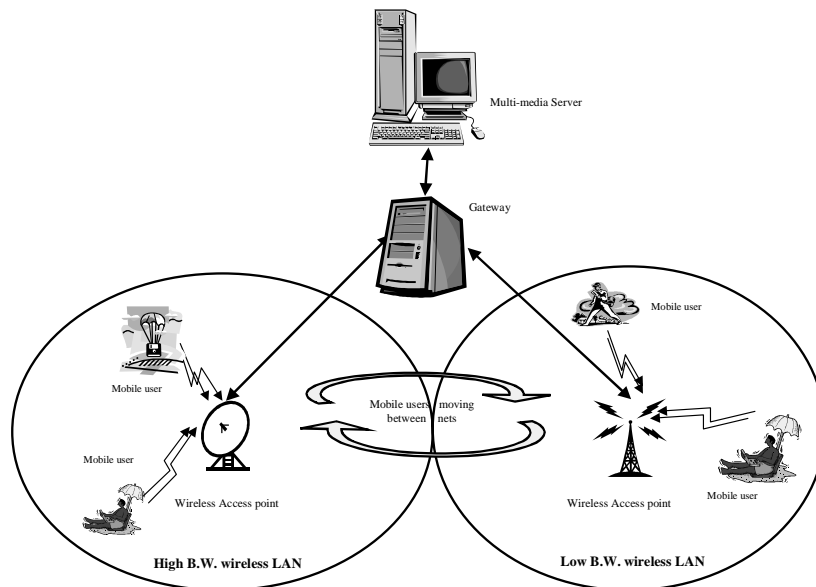 Multi-media Server
Gateway
Mobile user
Mobile user
Mobile users moving
between nets
Mobile user
Wireless Access point
Wireless Access point
Mobile user
High B.W. wireless LAN
Low B.W. wireless LAN